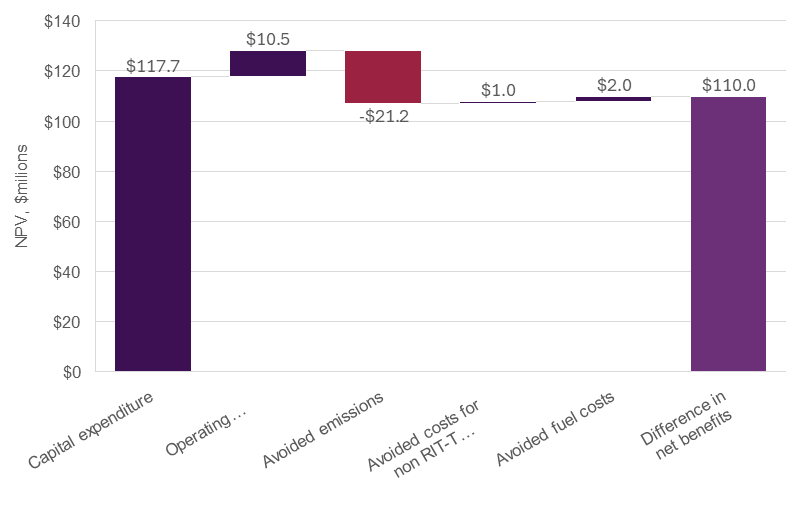 $140
$120
$100
$80
$60
$40
$20
$0
NPV, $milions
$117.7
$10.5
-$21.2
$1.0
$2.0
$110.0
Capital expenditure
Operating…
Avoided emissions
Avoided costs for
non RIT-T…
Avoided fuel costs
Difference in
net benefits